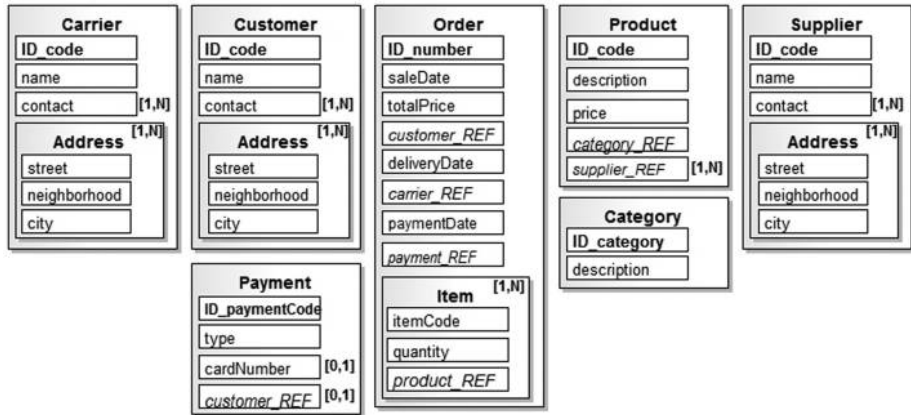 Carrier
ID_code
name
contact [1,N]
[1,N]
Address
street
neighborhood
city
Customer
ID_code
name
contact [1,N]
[1,N]
Address
street
neighborhood
city
Payment
ID_paymentCode
type
cardNumber [0,1]
customer_REF [0,1]
Order
ID_number
saleDate
totalPrice
customer_REF
deliveryDate
carrier_REF
paymentDate
payment_REF
[1,N]
Item
itemCode
quantity
product_REF
Product
ID_code
description
price
category_REF
supplier_REF [1,N]
Category
ID_category
description
Supplier
ID_code
name
contact [1,N]
[1,N]
Address
street
neighborhood
city